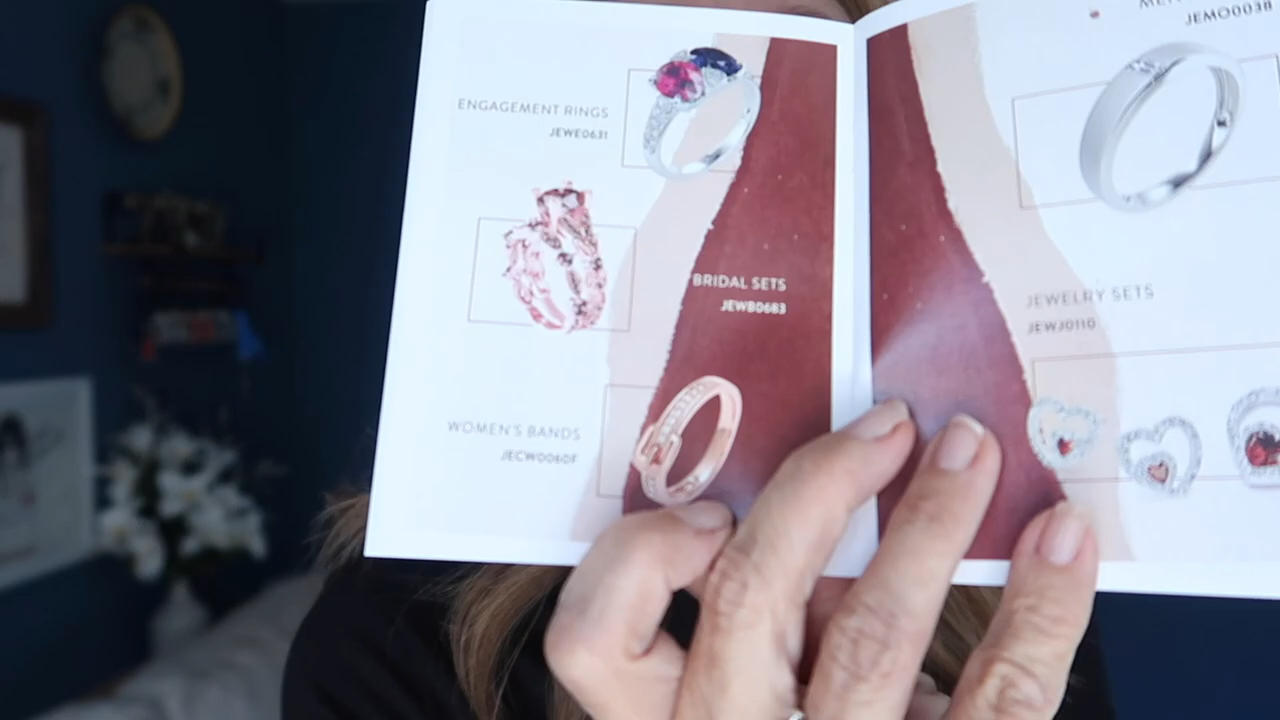 ENGAGEMENT RINGS
JEWE0631
BRIDAL SETS
JEWB0683
WOMEN'S BANDS
JECW0060F
JEMO0038
JEWELRY SETS
JEWJ0110